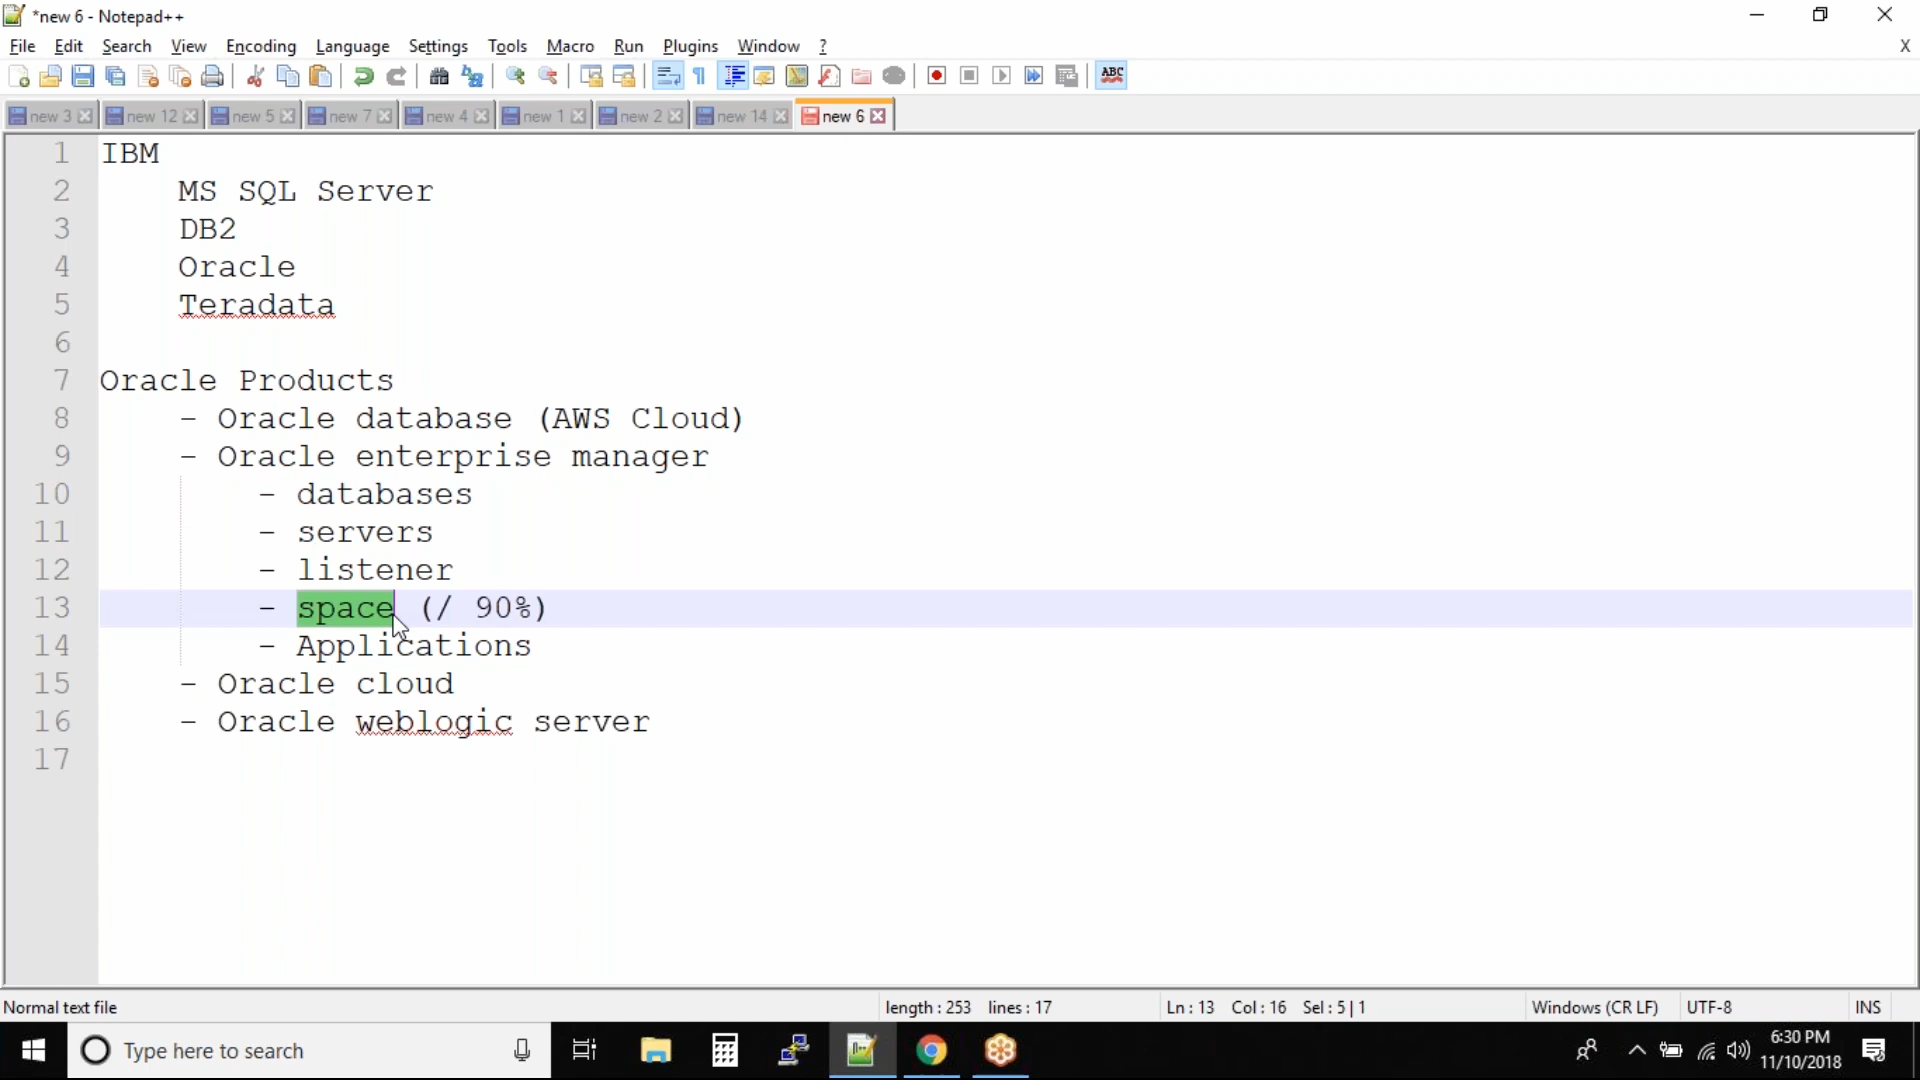 *new 6 - Notepad++
File Edit Search View Encoding Language Settings Tools Macro Run Plugins Window ? X
ABC
new 3 new 12 new 5 new 7 new 4 new 1 new 2 new 14 new 6
1 IBM
2 MS SQL Server
3 DB2
4 Oracle
5 Teradata
6
7 Oracle Products
8 - Oracle database (AWS Cloud)
9 - Oracle enterprise manager
10 - databases
11 - servers
12 - listener
13 - space (/ 90%)
14 - Applications
15 - Oracle cloud
16 - Oracle weblogic server
17
Normal text file length : 253 lines : 17 Ln : 13 Col : 16 Sel : 5 | 1 Windows (CR LF) UTF-8 INS
Type here to search
6:30 PM
11/10/2018